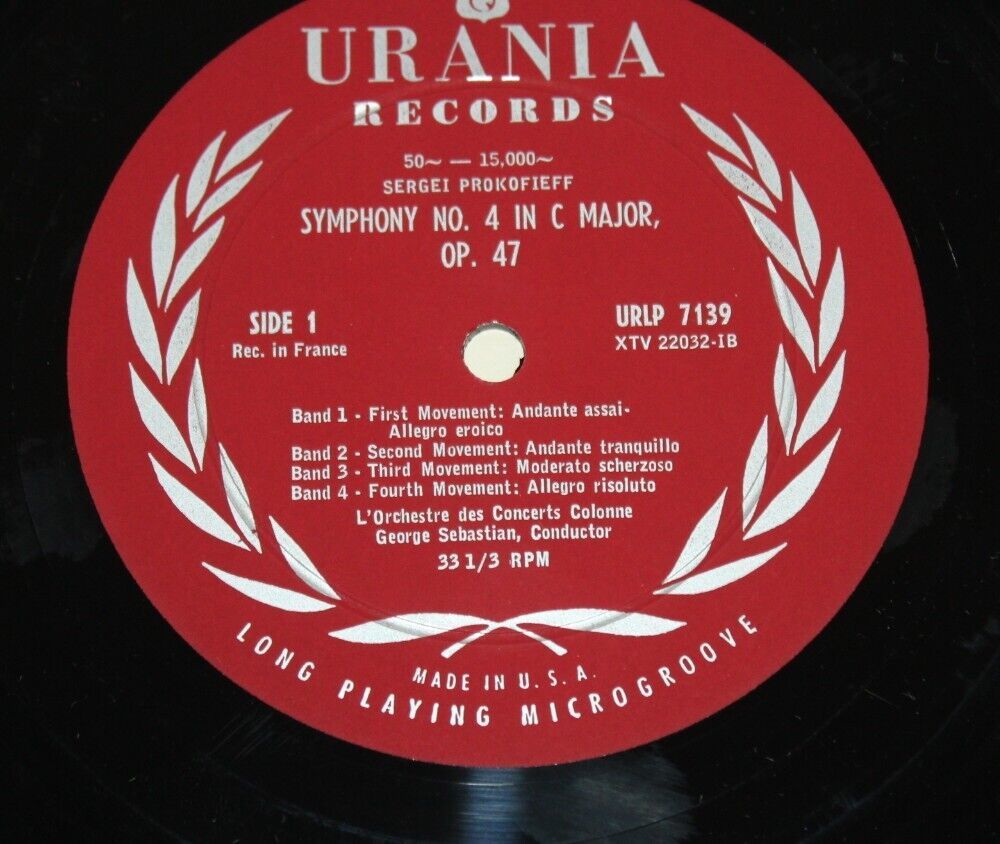 URANIA
RECORDS
50~ — 15,000~
SERGEI PROKOFIEFF
SYMPHONY NO. 4 IN C MAJOR,
OP. 47
SIDE 1
Rec. in France
URLP 7139
XTV 22032-IB
Band 1 - First Movement: Andante assai-
Allegro eroico
Band 2 - Second Movement: Andante tranquillo
Band 3 - Third Movement: Moderato scherzoso
Band 4 - Fourth Movement: Allegro risoluto
L'Orchestre des Concerts Colonne
George Sebastian, Conductor
33 1/3 RPM
MADE IN U. S. A.
LONG PLAYING MICROGROOVE